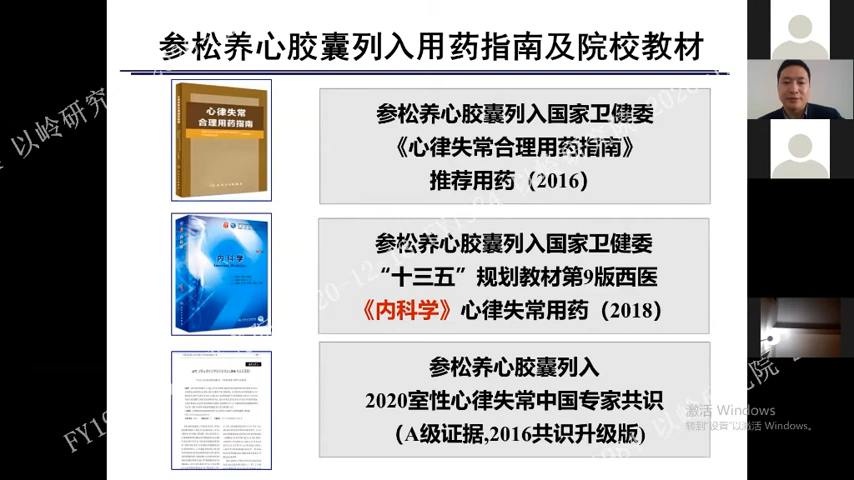 参松养心胶囊列入用药指南及院校教材
心律失常
合理用药指南
参松养心胶囊列入国家卫健委
《心律失常合理用药指南》
推荐用药（2016）
内科学
参松养心胶囊列入国家卫健委
“十三五”规划教材第9版西医
《内科学》心律失常用药（2018）
参松养心胶囊列入
2020室性心律失常中国专家共识
（A级证据,2016共识升级版)
激活 Windows
转到"设置"以激活 Windows。
以岭研究